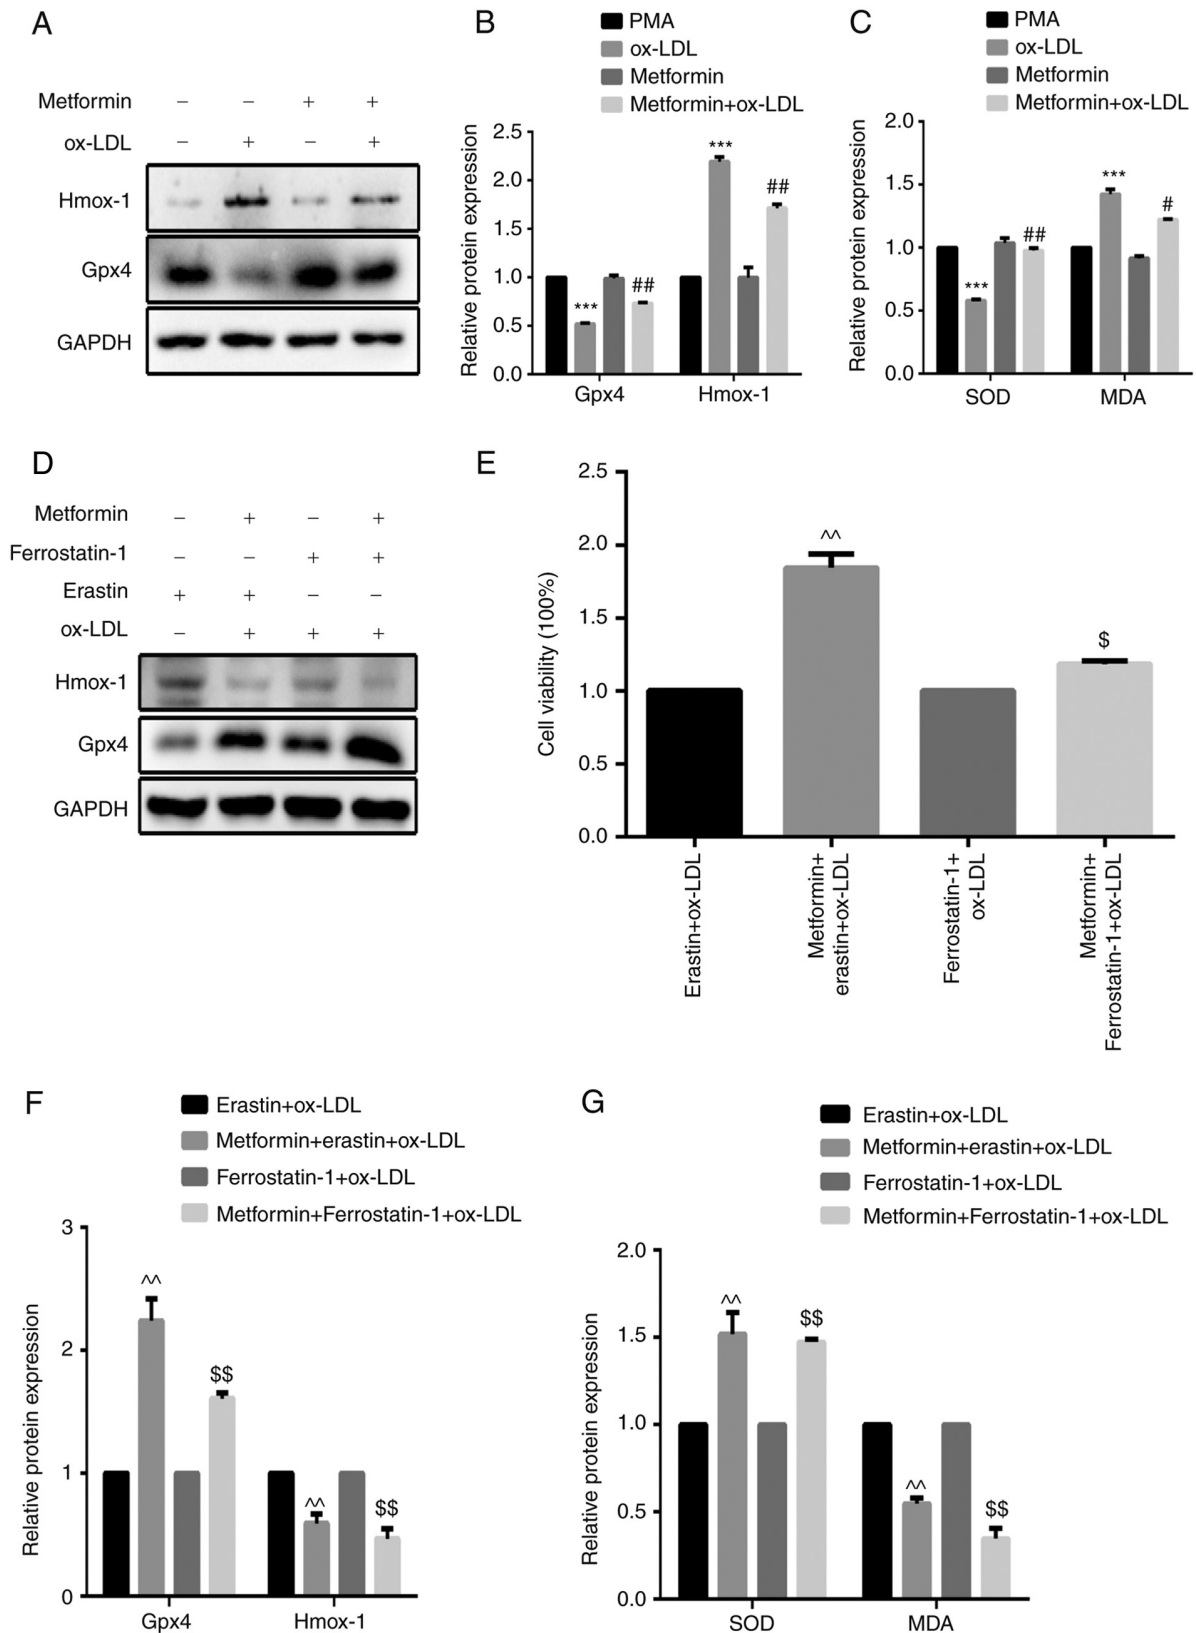 A
Metformin − − + +
ox-LDL − + − +
Hmox-1
Gpx4
GAPDH
B
PMA
ox-LDL
Metformin
Metformin+ox-LDL
Relative protein expression
2.5
2.0
1.5
1.0
0.5
0.0
***
##
***
##
Gpx4 Hmox-1
C
PMA
ox-LDL
Metformin
Metformin+ox-LDL
Relative protein expression
2.0
1.5
1.0
0.5
0.0
***
##
***
#
SOD MDA
D
Metformin − + − +
Ferrostatin-1 − − + +
Erastin + + − −
ox-LDL − + + +
Hmox-1
Gpx4
GAPDH
E
Cell viability (100%)
2.5
2.0
1.5
1.0
0.5
0.0
^^
$
Erastin+ox-LDL
Metformin+
erastin+ox-LDL
Ferrostatin-1+
ox-LDL
Metformin+
Ferrostatin-1+ox-LDL
F
Erastin+ox-LDL
Metformin+erastin+ox-LDL
Ferrostatin-1+ox-LDL
Metformin+Ferrostatin-1+ox-LDL
Relative protein expression
3
2
1
0
^^
$$
^^
$$
Gpx4 Hmox-1
G
Erastin+ox-LDL
Metformin+erastin+ox-LDL
Ferrostatin-1+ox-LDL
Metformin+Ferrostatin-1+ox-LDL
Relative protein expression
2.0
1.5
1.0
0.5
0.0
^^
$$
^^
$$
SOD MDA